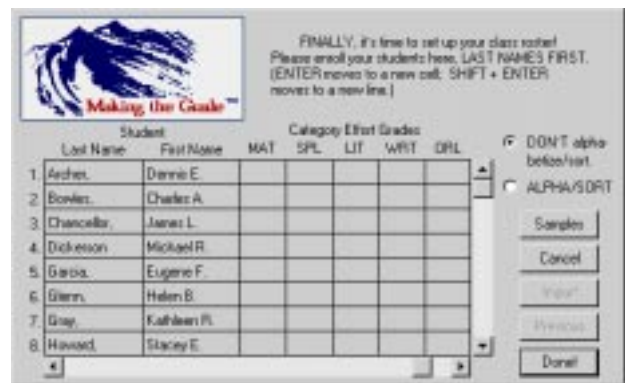 Making the Grade™
FINALLY, it's time to set up your class roster!
Please enroll your students here, LAST NAMES FIRST.
(ENTER moves to a new cell; SHIFT + ENTER
moves to a new line.)
Student
Category Effort Grades
Last Name First Name MAT SPL LIT WRT ORL
DON'T alpha-
betize/sort.
ALPHA/SORT
1. Archer, Dennis E.
2. Bowles, Charles A.
3. Chancellor, James L.
4. Dickerson Michael R.
5. Garcia, Eugene F.
6. Glenn, Helen B.
7. Gray, Kathleen R.
8. Howard, Stacey E.
Samples
Cancel
Import
Previous
Done!